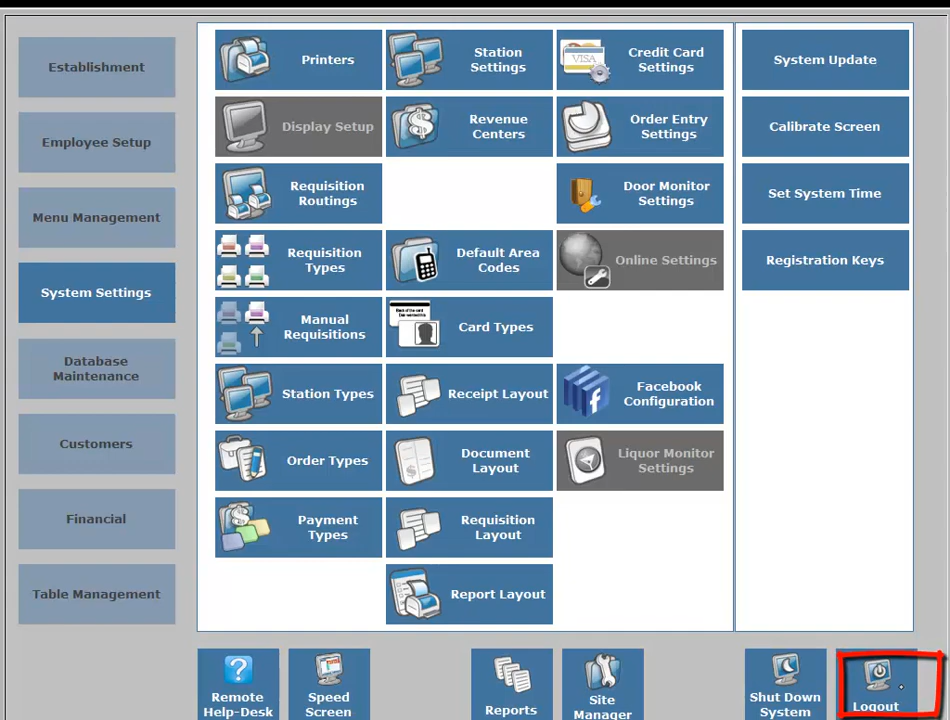 Establishment
Employee Setup
Menu Management
System Settings
Database
Maintenance
Customers
Financial
Table Management
Printers
Display Setup
Requisition
Routings
Requisition
Types
Manual
Requisitions
Station Types
Order Types
Payment
Types
Station
Settings
Revenue
Centers
Default Area
Codes
Card Types
Receipt Layout
Document
Layout
Requisition
Layout
Report Layout
VISA
Credit Card
Settings
Order Entry
Settings
Door Monitor
Settings
Online Settings
Facebook
Configuration
Liquor Monitor
Settings
System Update
Calibrate Screen
Set System Time
Registration Keys
Remote
Help-Desk
Speed
Screen
Reports
Site
Manager
Shut Down
System
Logout